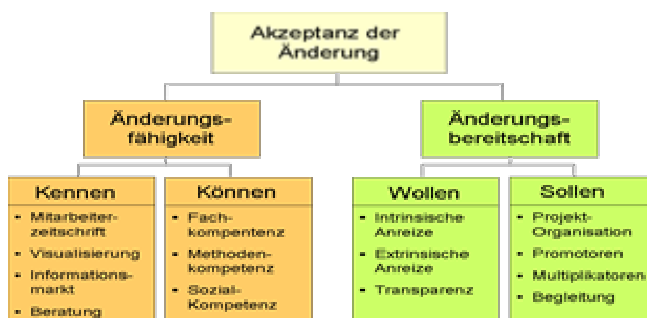 Akzeptanz der
Änderung
Änderungs-
fähigkeit
Änderungs-
bereitschaft
Kennen
• Mitarbeiter-
zeitschrift
• Visualisierung
• Informations-
markt
• Beratung
Können
• Fach-
kompentenz
• Methoden-
kompetenz
• Sozial-
Kompetenz
Wollen
• Intrinsische
Anreize
• Extrinsische
Anreize
• Transparenz
Sollen
• Projekt-
Organisation
• Promotoren
• Multiplikatoren
• Begleitung